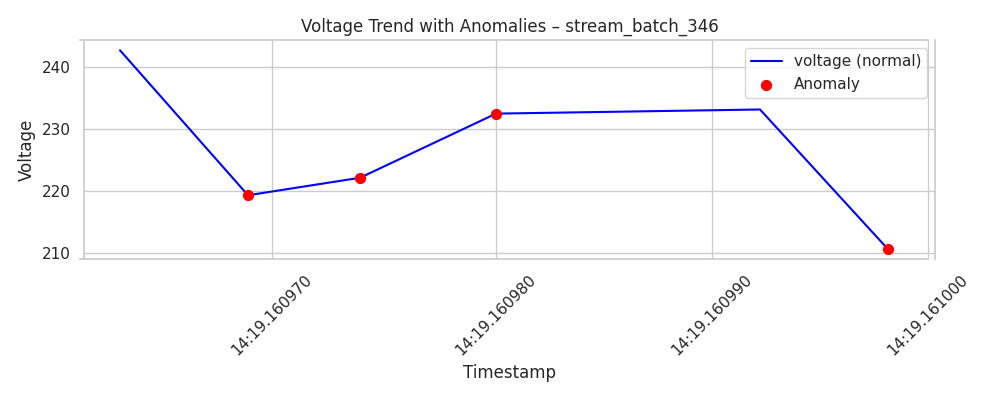 Voltage Trend with Anomalies – stream_batch_346
voltage (normal)
Anomaly
Voltage
240
230
220
210
14:19.160970
14:19.160980
14:19.160990
14:19.161000
Timestamp